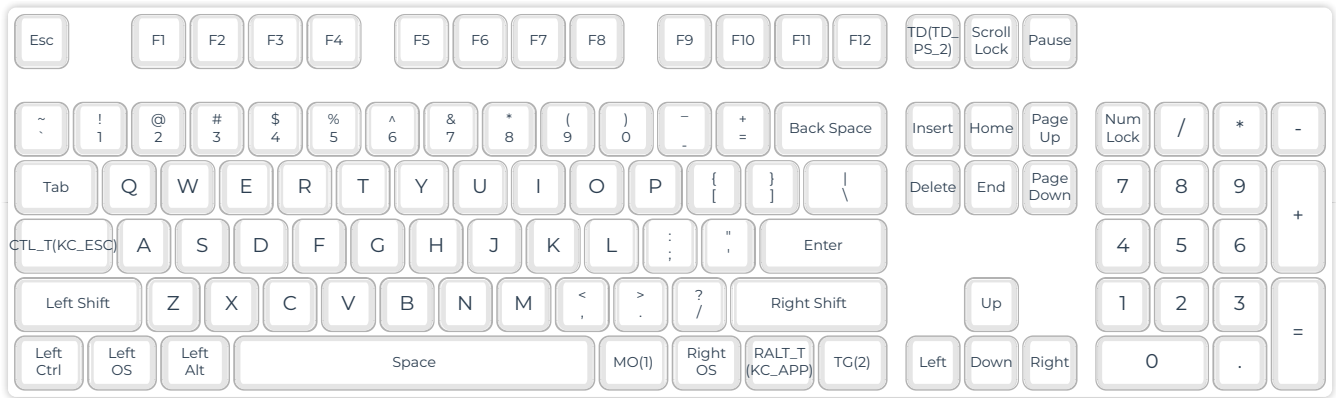 Esc F1 F2 F3 F4 F5 F6 F7 F8 F9 F10 F11 F12 TD(TD_ Scroll Pause
PS_2) Lock
~ ! @ # $ % ^ & * ( ) _ + Back Space Insert Home Page Num / * -
` 1 2 3 4 5 6 7 8 9 0 - = Up Lock
Tab Q W E R T Y U I O P { } | Delete End Page 7 8 9 +
[ ] \ Down
CTL_T(KC_ESC) A S D F G H J K L : " Enter 4 5 6
; '
Left Shift Z X C V B N M < > ? Right Shift Up 1 2 3 =
, . /
Left Left Left Space MO(1) Right RALT_T TG(2) Left Down Right 0 .
Ctrl OS Alt OS (KC_APP)